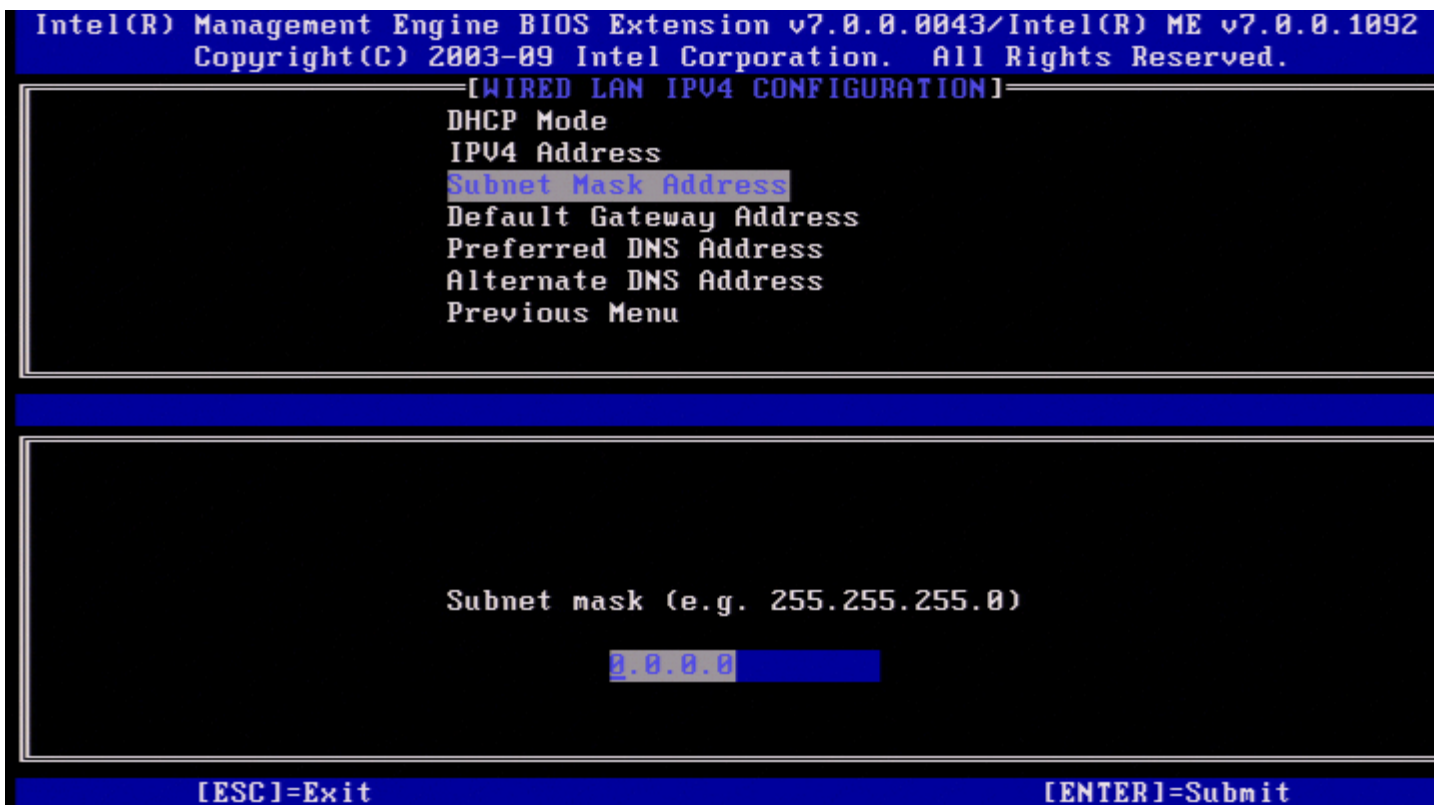 Intel(R) Management Engine BIOS Extension v7.0.0.0043/Intel(R) ME v7.0.0.1092
Copyright(C) 2003-09 Intel Corporation. All Rights Reserved.
[WIRED LAN IPV4 CONFIGURATION]
DHCP Mode
IPV4 Address
Subnet Mask Address
Default Gateway Address
Preferred DNS Address
Alternate DNS Address
Previous Menu
Subnet mask (e.g. 255.255.255.0)
0.0.0.0
[ESC]=Exit [ENTER]=Submit